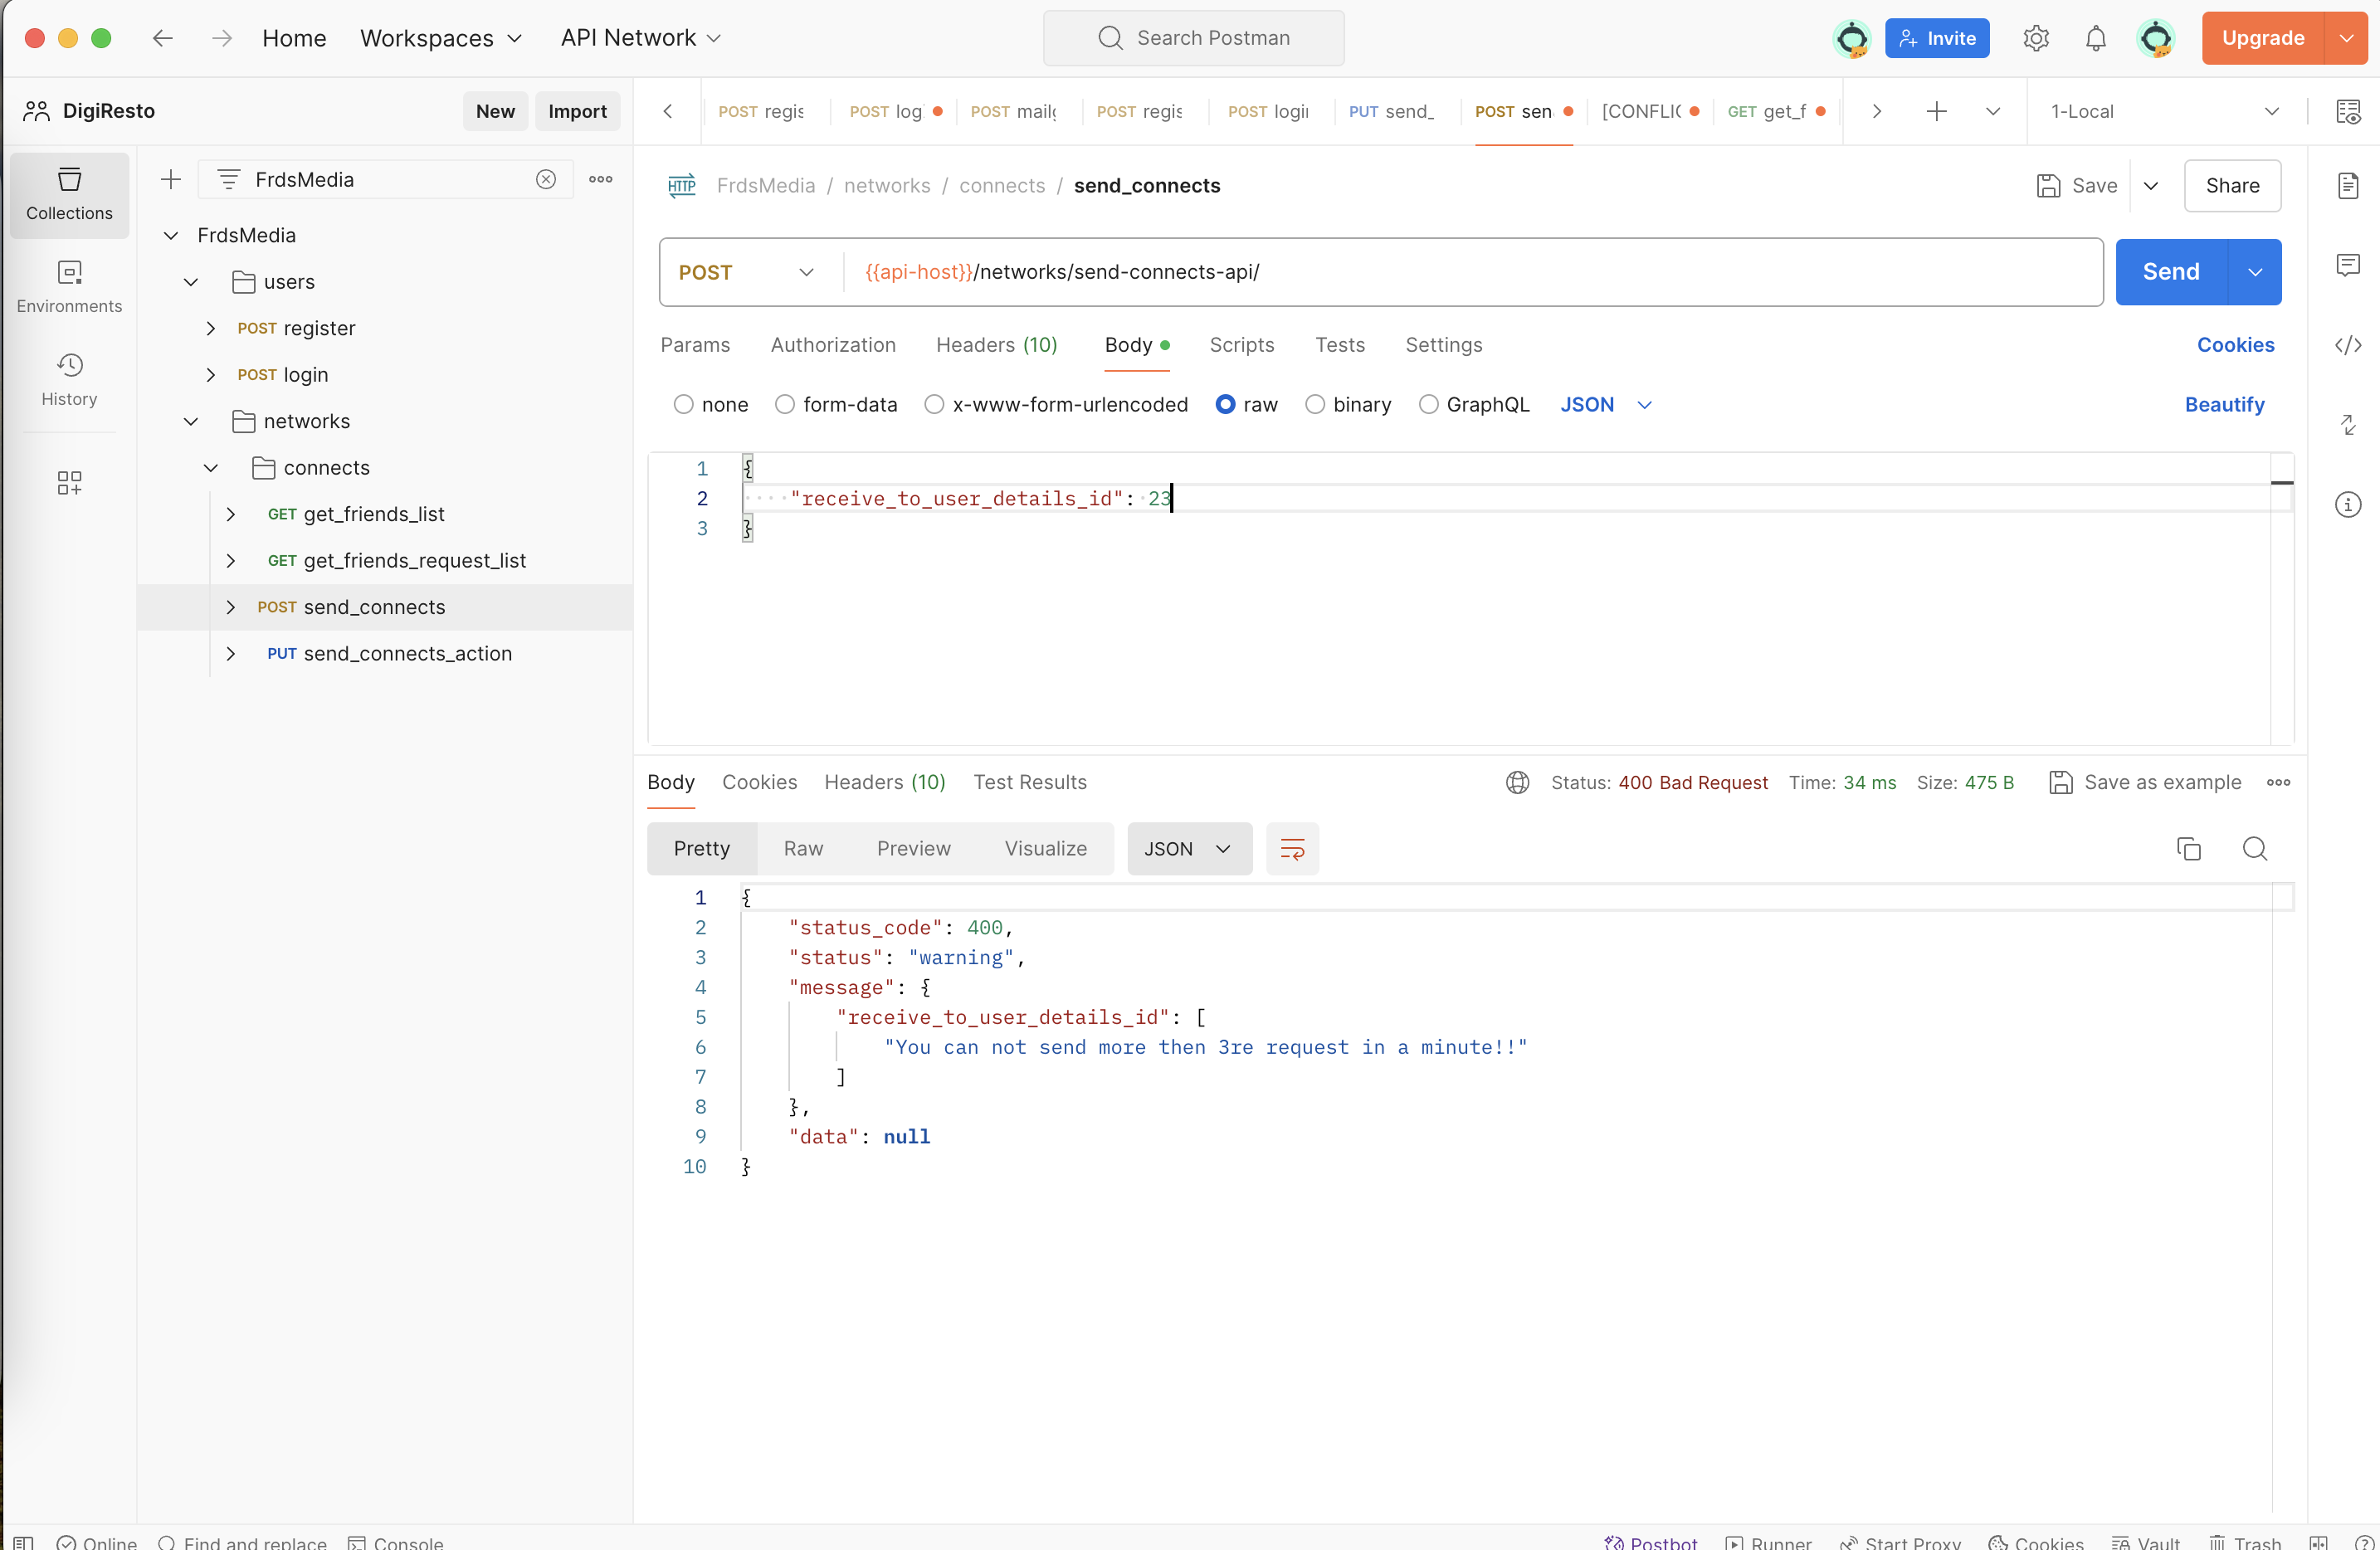 Home Workspaces API Network Search Postman Invite Upgrade
DigiResto New Import POST regis POST log POST mailg POST regis POST logii PUT send_ POST sen [CONFLIC GET get_f 1-Local
Collections
Environments
History
FrdsMedia
FrdsMedia
users
POST register
POST login
networks
connects
GET get_friends_list
GET get_friends_request_list
POST send_connects
PUT send_connects_action
HTTP FrdsMedia / networks / connects / send_connects Save Share
POST {{api-host}}/networks/send-connects-api/ Send
Params Authorization Headers (10) Body Scripts Tests Settings Cookies
none form-data x-www-form-urlencoded raw binary GraphQL JSON Beautify
1 {
2 "receive_to_user_details_id": 23
3 }
Body Cookies Headers (10) Test Results Status: 400 Bad Request Time: 34 ms Size: 475 B Save as example
Pretty Raw Preview Visualize JSON
1 {
2 "status_code": 400,
3 "status": "warning",
4 "message": {
5 "receive_to_user_details_id": [
6 "You can not send more then 3re request in a minute!!"
7 ]
8 },
9 "data": null
10 }
Online Find and replace Console Postbot Runner Start Proxy Cookies Vault Trash